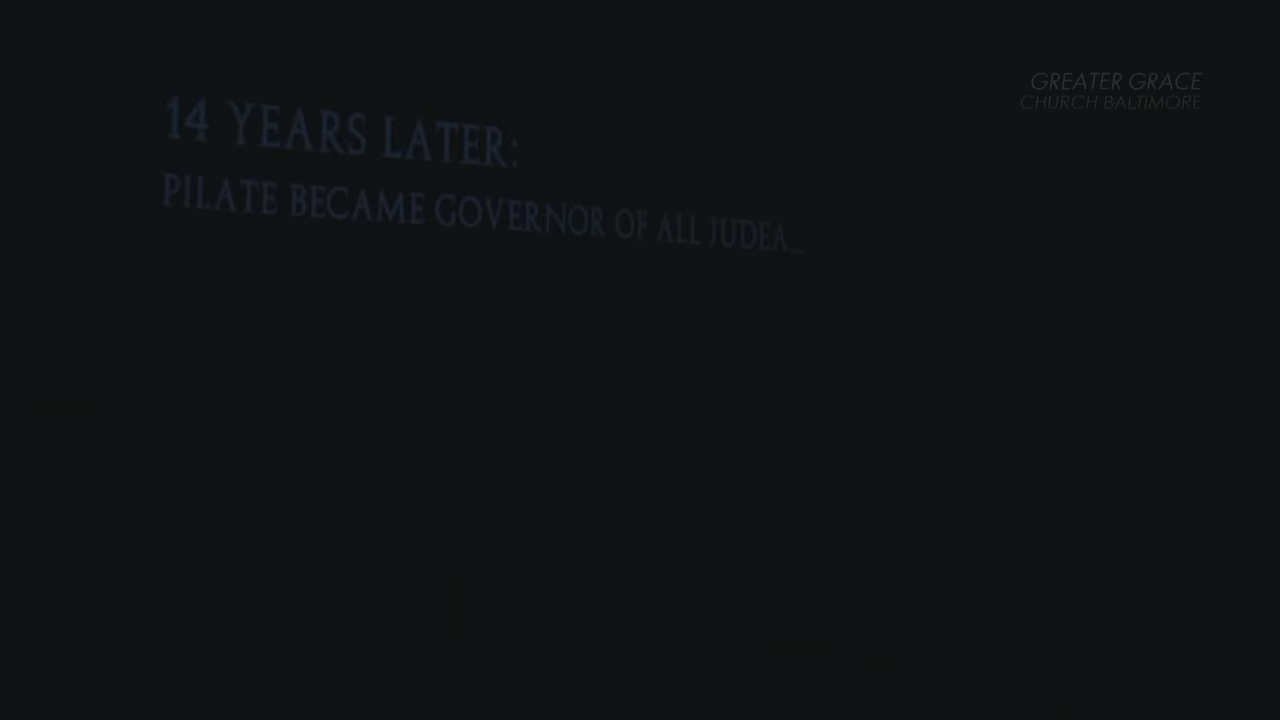 14 YEARS LATER:
PILATE BECAME GOVERNOR OF ALL JUDEA...
GREATER GRACE
CHURCH BALTIMORE